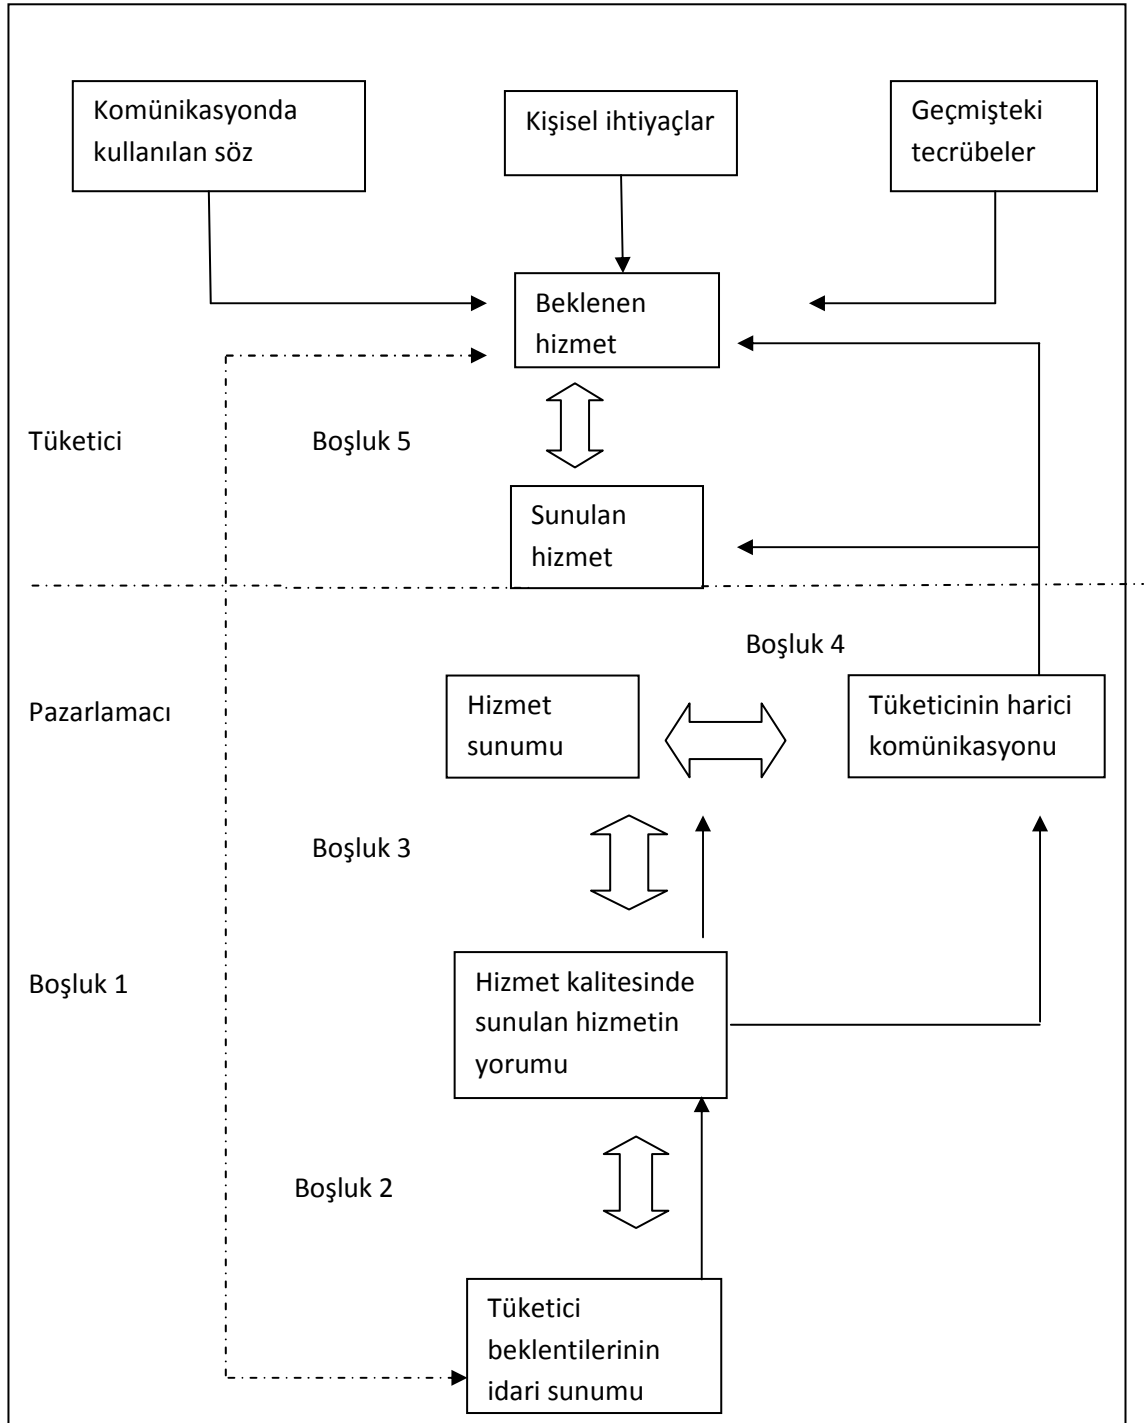 Komünikasyonda
kullanılan söz
Kişisel ihtiyaçlar
Geçmişteki
tecrübeler
Beklenen
hizmet
Tüketici
Boşluk 5
Sunulan
hizmet
Boşluk 4
Pazarlamacı
Hizmet
sunumu
Tüketicinin harici
komünikasyonu
Boşluk 3
Boşluk 1
Hizmet kalitesinde
sunulan hizmetin
yorumu
Boşluk 2
Tüketici
beklentilerinin
idari sunumu